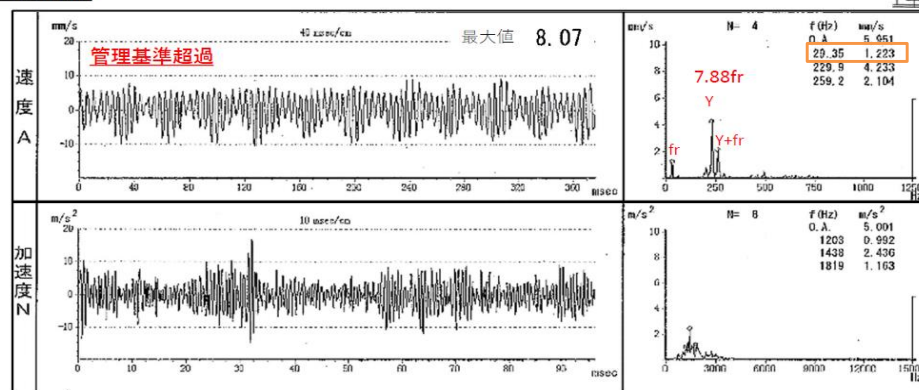 mm/s
40 msec/cm
最大値 8.07
管理基準超過
速度A
20
10
0
-10
0 40 80 120 160 200 240 280 320 360
msec
mm/s
N= 4
f(Hz) mm/s
O.A. 5.951
29.35 1.223
229.9 4.233
259.2 2.104
10
8
6
4
2
7.88fr
Y
Y+fr
fr
0 250 500 750 1000 1250
Hz
m/s²
10 msec/cm
加速度N
20
10
0
-10
0 10 20 30 40 50 60 70 80 90
msec
m/s²
N= 8
f(Hz) m/s²
O.A. 5.001
1203 0.992
1438 2.436
1819 1.163
10
8
6
4
2
0 3000 6000 9000 12000
Hz